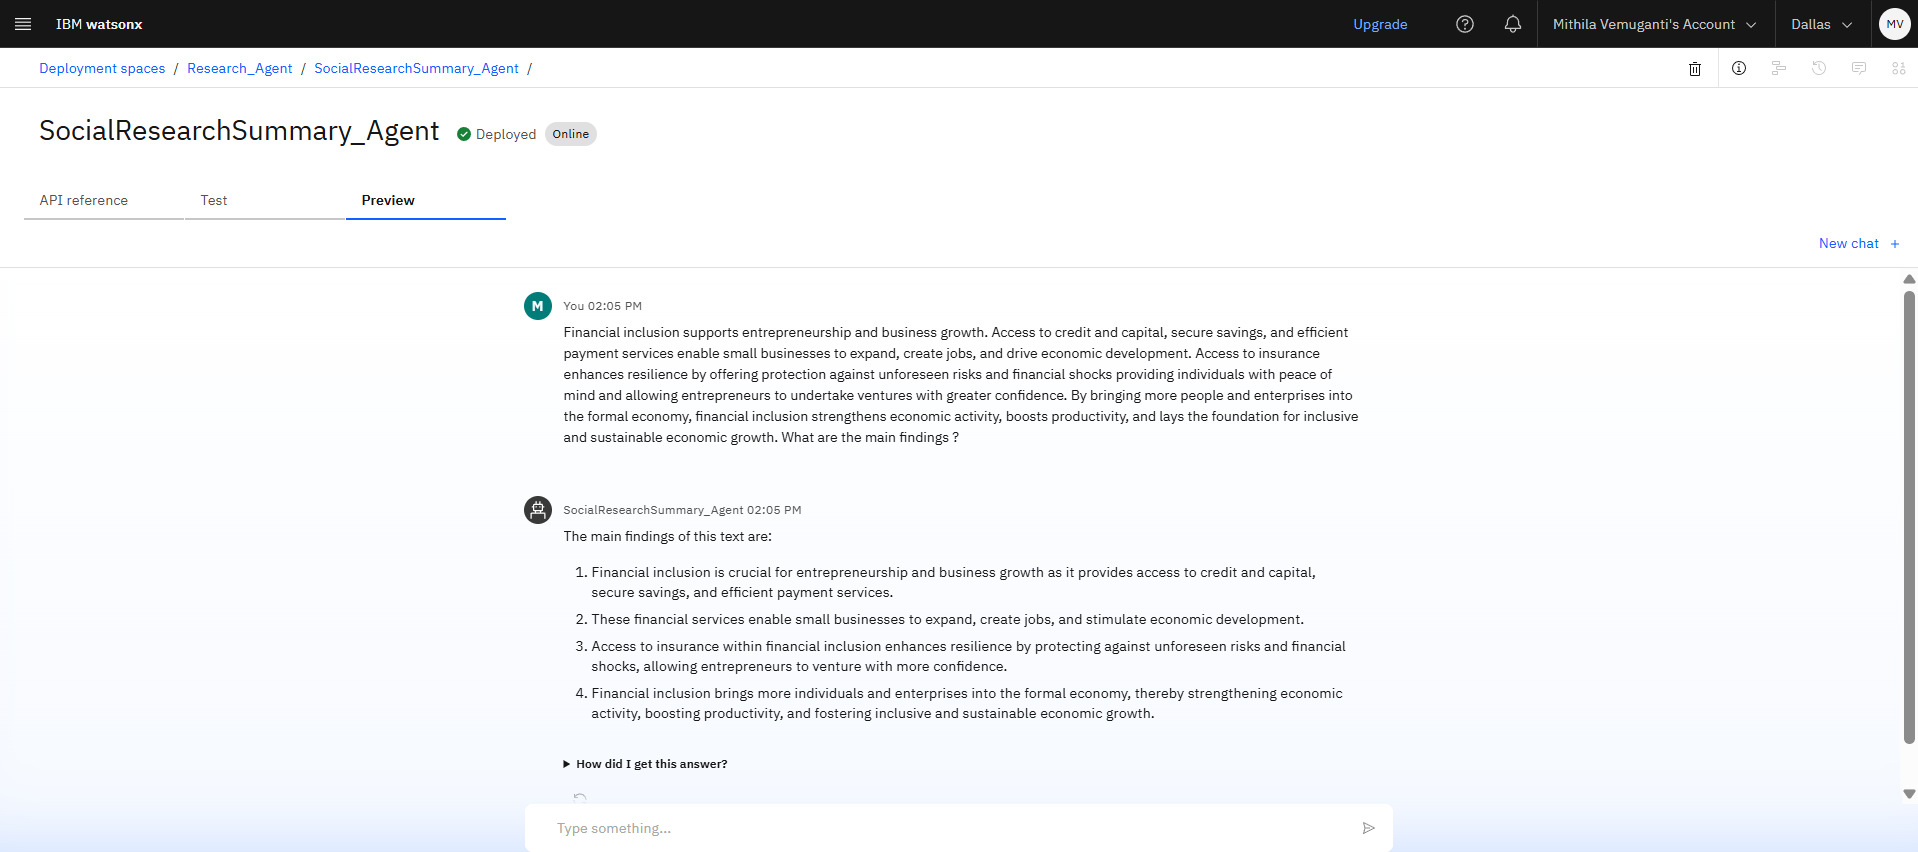 IBM watsonx
Upgrade
Mithila Vemuganti's Account
Dallas
MV
Deployment spaces / Research_Agent / SocialResearchSummary_Agent /
SocialResearchSummary_Agent
Deployed
Online
API reference
Test
Preview
New chat +
M
You 02:05 PM
Financial inclusion supports entrepreneurship and business growth. Access to credit and capital, secure savings, and efficient
payment services enable small businesses to expand, create jobs, and drive economic development. Access to insurance
enhances resilience by offering protection against unforeseen risks and financial shocks providing individuals with peace of
mind and allowing entrepreneurs to undertake ventures with greater confidence. By bringing more people and enterprises into
the formal economy, financial inclusion strengthens economic activity, boosts productivity, and lays the foundation for inclusive
and sustainable economic growth. What are the main findings ?
SocialResearchSummary_Agent 02:05 PM
The main findings of this text are:
1. Financial inclusion is crucial for entrepreneurship and business growth as it provides access to credit and capital,
secure savings, and efficient payment services.
2. These financial services enable small businesses to expand, create jobs, and stimulate economic development.
3. Access to insurance within financial inclusion enhances resilience by protecting against unforeseen risks and financial
shocks, allowing entrepreneurs to venture with more confidence.
4. Financial inclusion brings more individuals and enterprises into the formal economy, thereby strengthening economic
activity, boosting productivity, and fostering inclusive and sustainable economic growth.
How did I get this answer?
Type something...